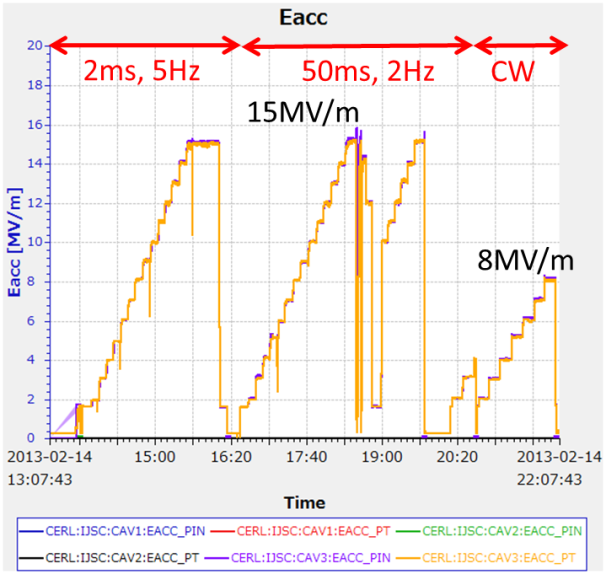 Eacc
2ms, 5Hz
50ms, 2Hz
CW
15MV/m
8MV/m
Eacc [MV/m]
20
18
16
14
12
10
8
6
4
2
0
2013-02-14
13:07:43
15:00
16:20
17:40
19:00
20:20
2013-02-14
22:07:43
Time
CERL:IJSC:CAV1:EACC_PIN
CERL:IJSC:CAV1:EACC_PT
CERL:IJSC:CAV2:EACC_PIN
CERL:IJSC:CAV2:EACC_PT
CERL:IJSC:CAV3:EACC_PIN
CERL:IJSC:CAV3:EACC_PT